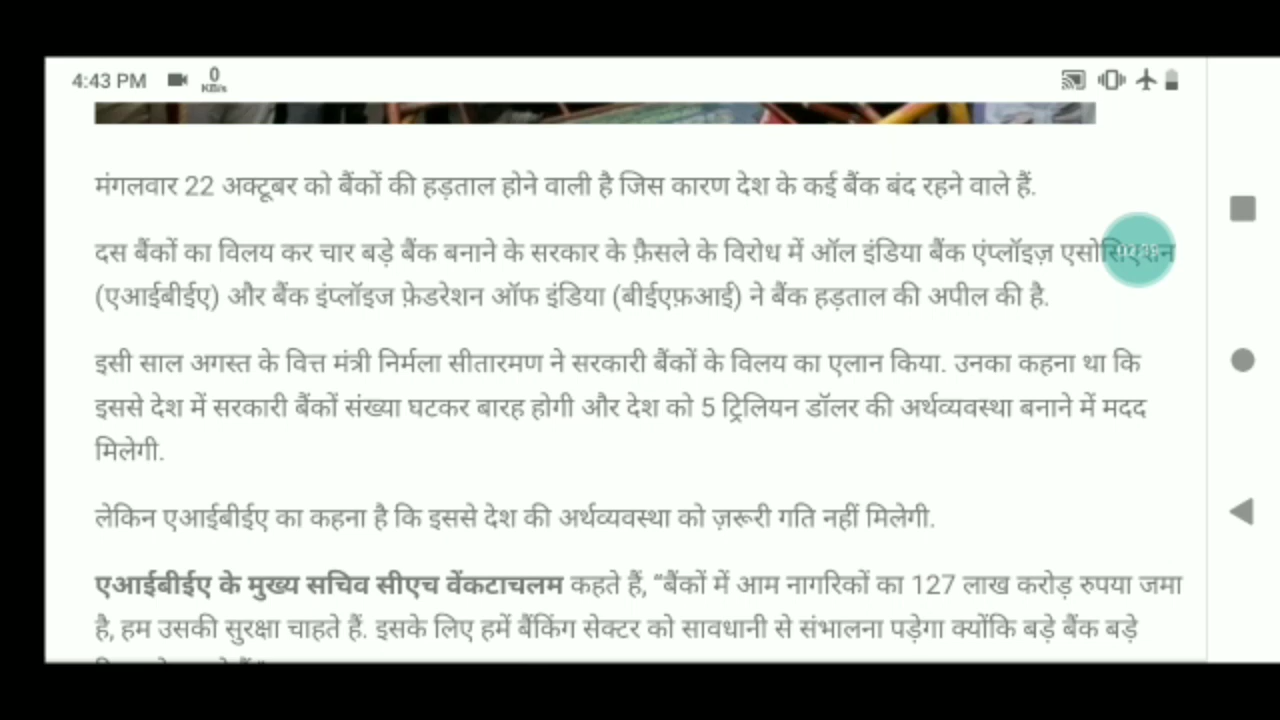 4:43 PM
0
KB/s
मंगलवार 22 अक्टूबर को बैंकों की हड़ताल होने वाली है जिस कारण देश के कई बैंक बंद रहने वाले हैं.
दस बैंकों का विलय कर चार बड़े बैंक बनाने के सरकार के फ़ैसले के विरोध में ऑल इंडिया बैंक एंप्लॉइज़ एसोसिएशन
(एआईबीईए) और बैंक इंप्लॉइज फ़ेडरेशन ऑफ इंडिया (बीईएफ़आई) ने बैंक हड़ताल की अपील की है.
इसी साल अगस्त के वित्त मंत्री निर्मला सीतारमण ने सरकारी बैंकों के विलय का एलान किया. उनका कहना था कि
इससे देश में सरकारी बैंकों संख्या घटकर बारह होगी और देश को 5 ट्रिलियन डॉलर की अर्थव्यवस्था बनाने में मदद
मिलेगी.
लेकिन एआईबीईए का कहना है कि इससे देश की अर्थव्यवस्था को ज़रूरी गति नहीं मिलेगी.
एआईबीईए के मुख्य सचिव सीएच वेंकटाचलम कहते हैं, "बैंकों में आम नागरिकों का 127 लाख करोड़ रुपया जमा
है, हम उसकी सुरक्षा चाहते हैं. इसके लिए हमें बैंकिंग सेक्टर को सावधानी से संभालना पड़ेगा क्योंकि बड़े बैंक बड़े